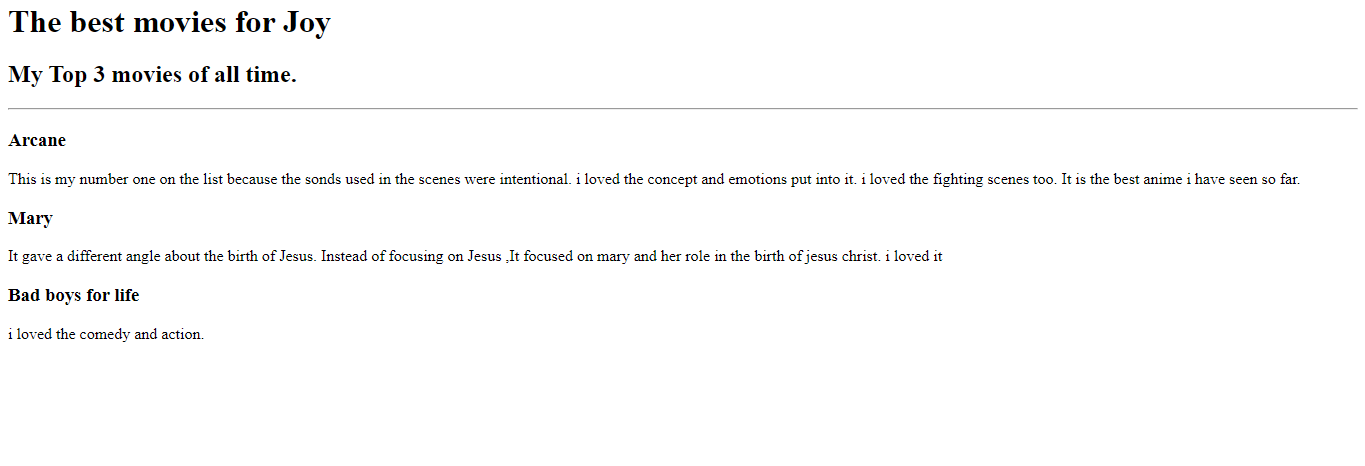 The best movies for Joy
My Top 3 movies of all time.
Arcane
This is my number one on the list because the sonds used in the scenes were intentional. i loved the concept and emotions put into it. i loved the fighting scenes too. It is the best anime i have seen so far.
Mary
It gave a different angle about the birth of Jesus. Instead of focusing on Jesus ,It focused on mary and her role in the birth of jesus christ. i loved it
Bad boys for life
i loved the comedy and action.